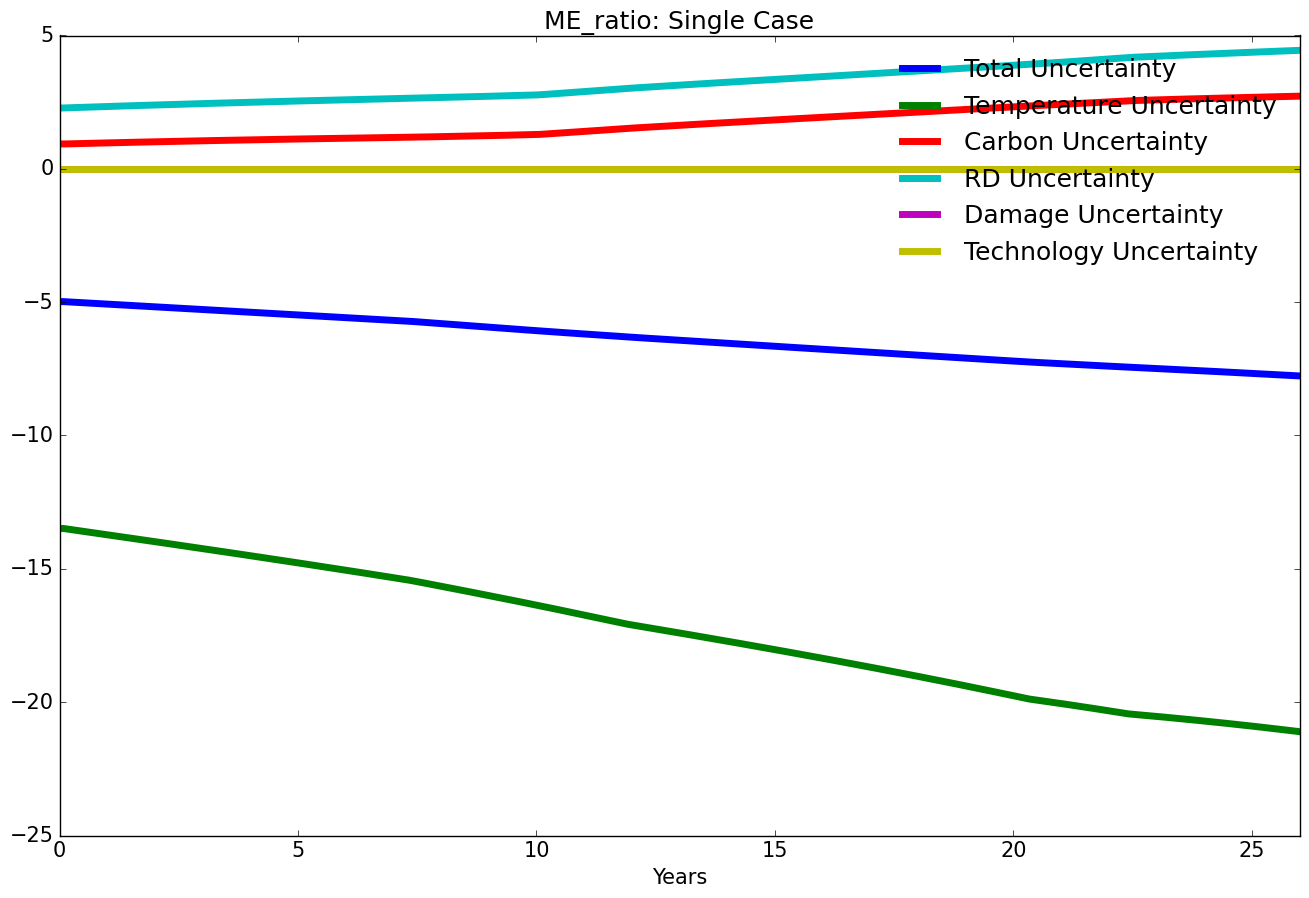 ME_ratio: Single Case
5
0
−5
−10
−15
−20
−25
Total Uncertainty
Temperature Uncertainty
Carbon Uncertainty
RD Uncertainty
Damage Uncertainty
Technology Uncertainty
0 5 10 15 20 25
Years